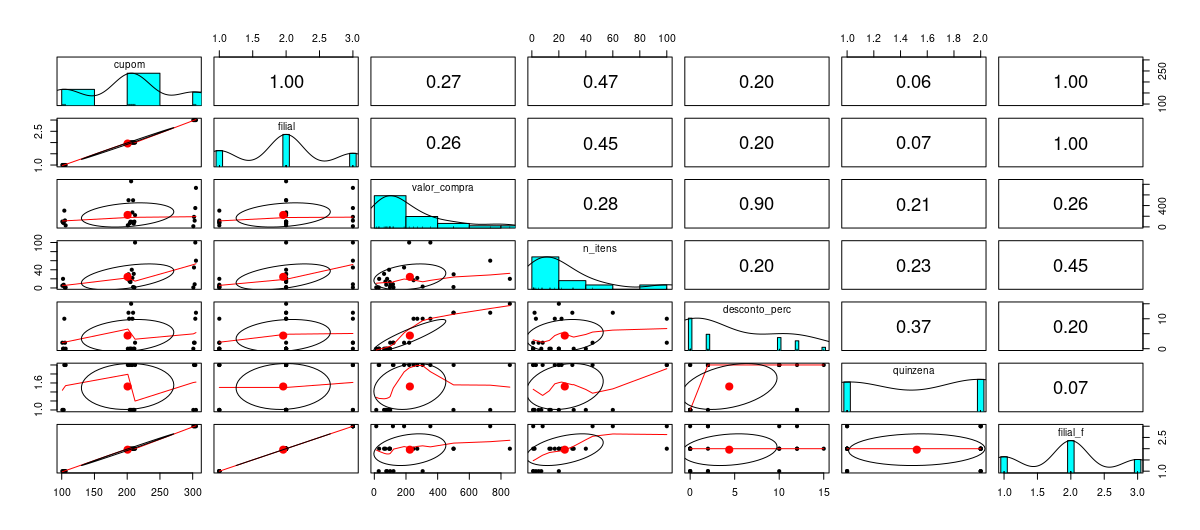 1.0 1.5 2.0 2.5 3.0 0 20 40 60 80 100 1.0 1.2 1.4 1.6 1.8 2.0
cupom 1.00 0.27 0.47 0.20 0.06 1.00 100 250
1.0 2.5 filial 0.26 0.45 0.20 0.07 1.00
valor_compra 0.28 0.90 0.21 0.26 0 400
0 40 100 n_itens 0.20 0.23 0.45
desconto_perc 0.37 0.20 0 10
1.0 1.6 quinzena 0.07
filial_f 1.0 2.5
100 150 200 250 300 0 200 400 600 800 0 5 10 15 1.0 1.5 2.0 2.5 3.0